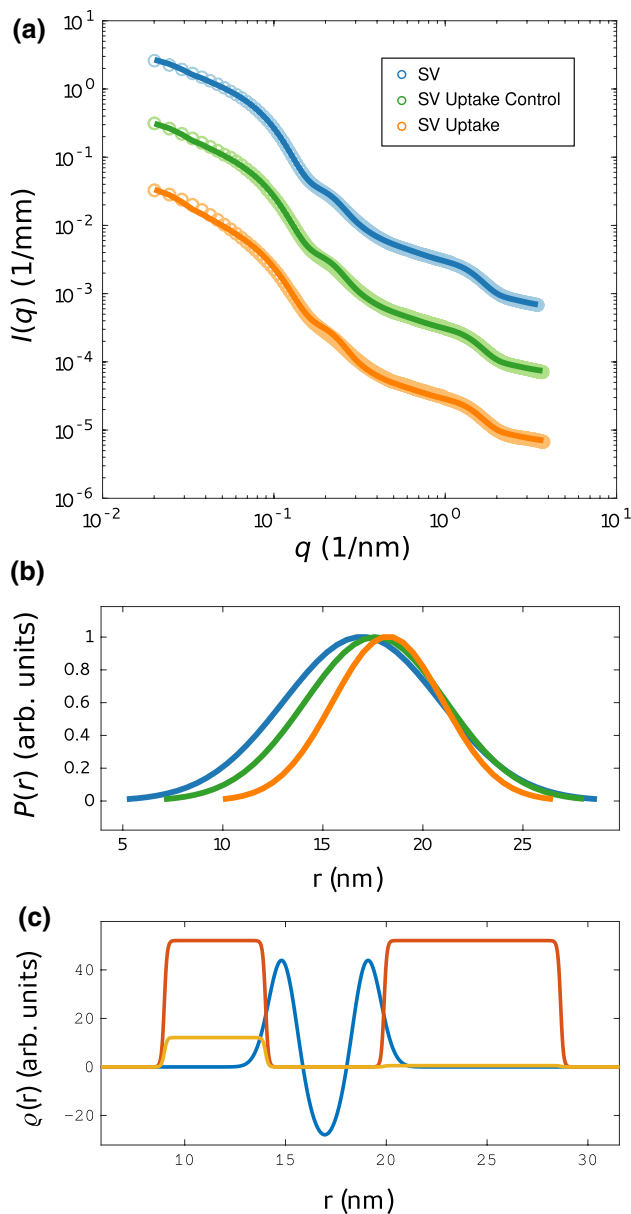 (a)
10^1
10^0
10^-1
10^-2
10^-3
10^-4
10^-5
10^-6
I(q) (1/mm)
SV
SV Uptake Control
SV Uptake
10^-2
10^-1
10^0
10^1
q (1/nm)
(b)
1
0.8
0.6
0.4
0.2
0
P(r) (arb. units)
5
10
15
20
25
r (nm)
(c)
40
20
0
-20
ϱ(r) (arb. units)
10
15
20
25
30
r (nm)